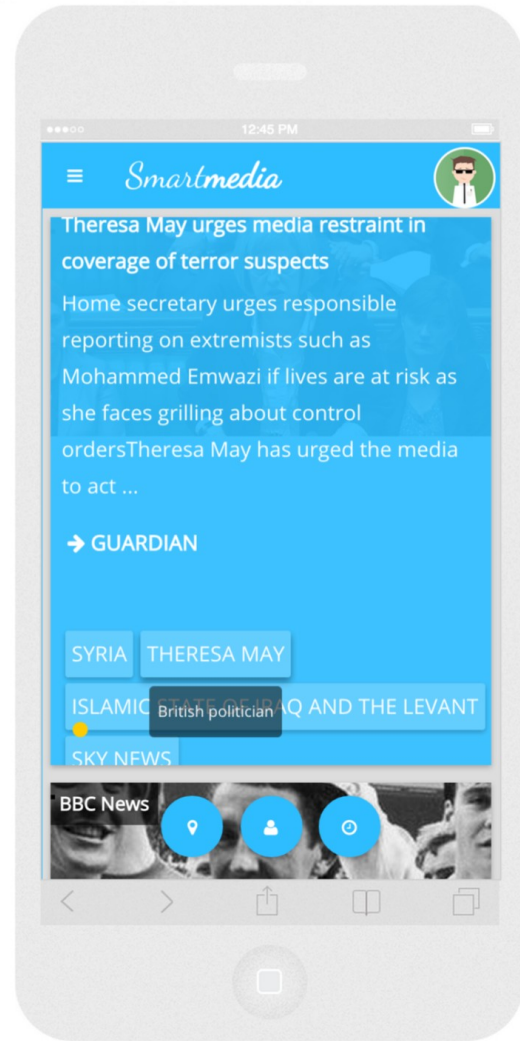 12:45 PM
Smartmedia
Theresa May urges media restraint in
coverage of terror suspects
Home secretary urges responsible
reporting on extremists such as
Mohammed Emwazi if lives are at risk as
she faces grilling about control
ordersTheresa May has urged the media
to act ...
GUARDIAN
SYRIA THERESA MAY
ISLAMIC STATE OF IRAQ AND THE LEVANT
British politician
SKY NEWS
BBC News